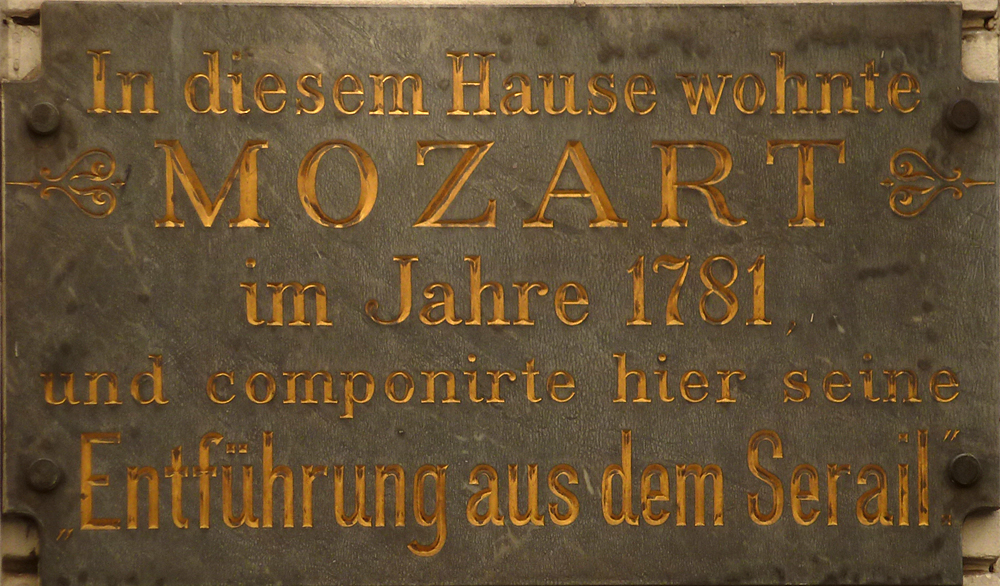 In diesem Hause wohnte
MOZART
im Jahre 1781,
und componirte hier seine
„Entführung aus dem Serail”.